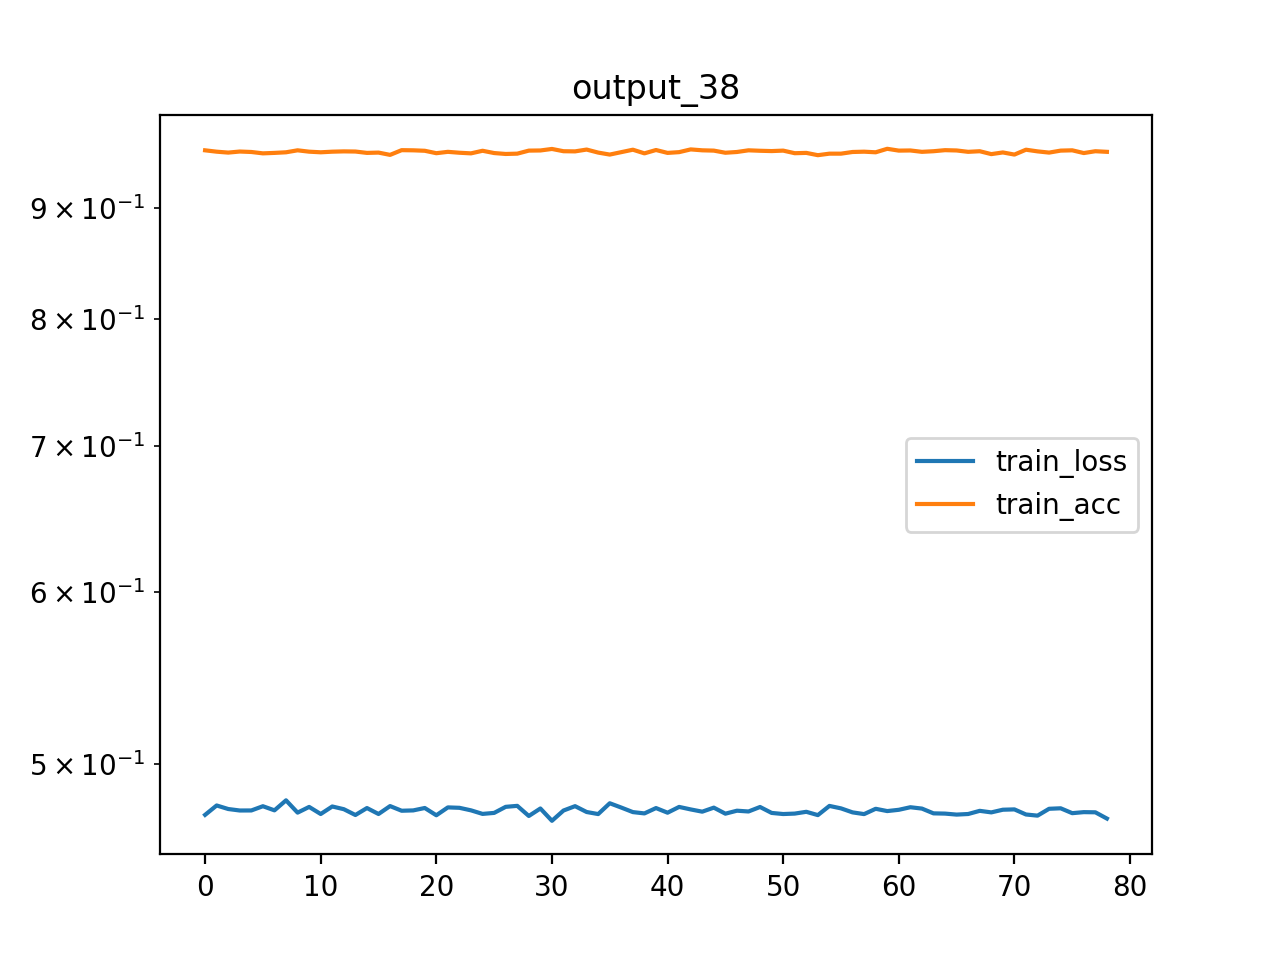 output_38
9 × 10⁻¹
8 × 10⁻¹
7 × 10⁻¹
6 × 10⁻¹
5 × 10⁻¹
train_loss
train_acc
0 10 20 30 40 50 60 70 80